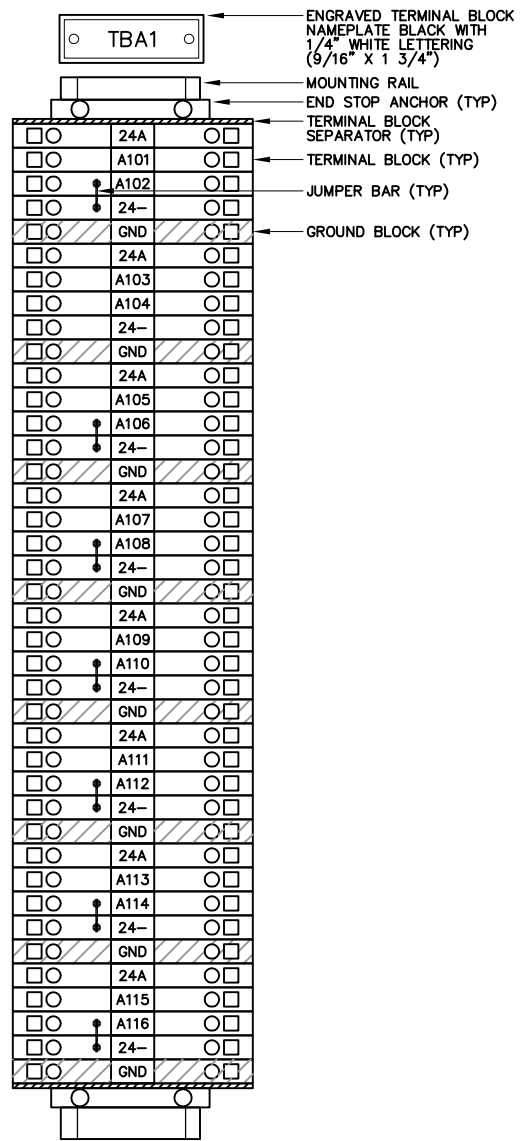 TBA1
ENGRAVED TERMINAL BLOCK
NAMEPLATE BLACK WITH
1/4" WHITE LETTERING
(9/16" X 1 3/4")
MOUNTING RAIL
END STOP ANCHOR (TYP)
TERMINAL BLOCK
SEPARATOR (TYP)
24A
A101
TERMINAL BLOCK (TYP)
A102
JUMPER BAR (TYP)
24–
GND
GROUND BLOCK (TYP)
24A
A103
A104
24–
GND
24A
A105
A106
24–
GND
24A
A107
A108
24–
GND
24A
A109
A110
24–
GND
24A
A111
A112
24–
GND
24A
A113
A114
24–
GND
24A
A115
A116
24–
GND